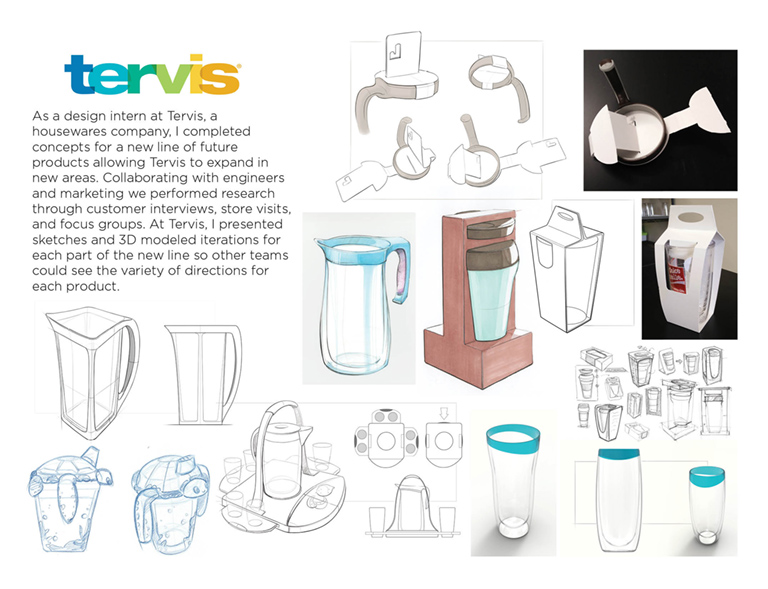 tervis®
As a design intern at Tervis, a
housewares company, I completed
concepts for a new line of future
products allowing Tervis to expand in
new areas. Collaborating with engineers
and marketing we performed research
through customer interviews, store visits,
and focus groups. At Tervis, I presented
sketches and 3D modeled iterations for
each part of the new line so other teams
could see the variety of directions for
each product.